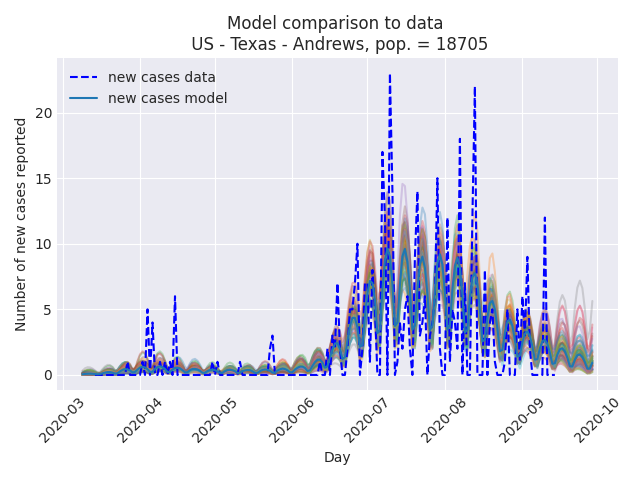 Model comparison to data
US - Texas - Andrews, pop. = 18705
new cases data
new cases model
Number of new cases reported
20
15
10
5
0
2020-03
2020-04
2020-05
2020-06
2020-07
2020-08
2020-09
2020-10
Day